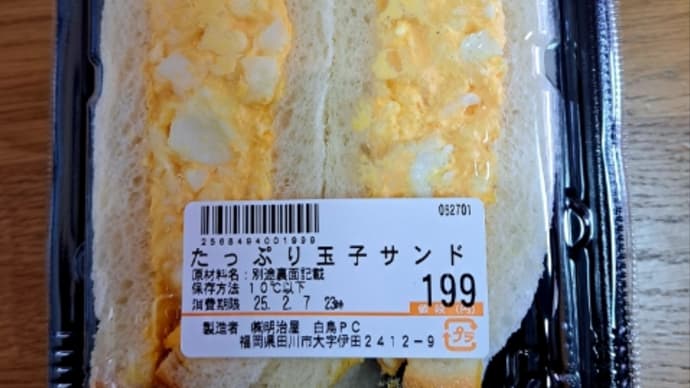 062701
2568494001999
たっぷり玉子サンド
原材料名：別途裏面記載
保存方法 10℃以下
消費期限 25. 2. 7 23時
199
価格(円)
製造者 ㈱明治屋 白鳥PC
福岡県田川市大字伊田2412-9
プラ